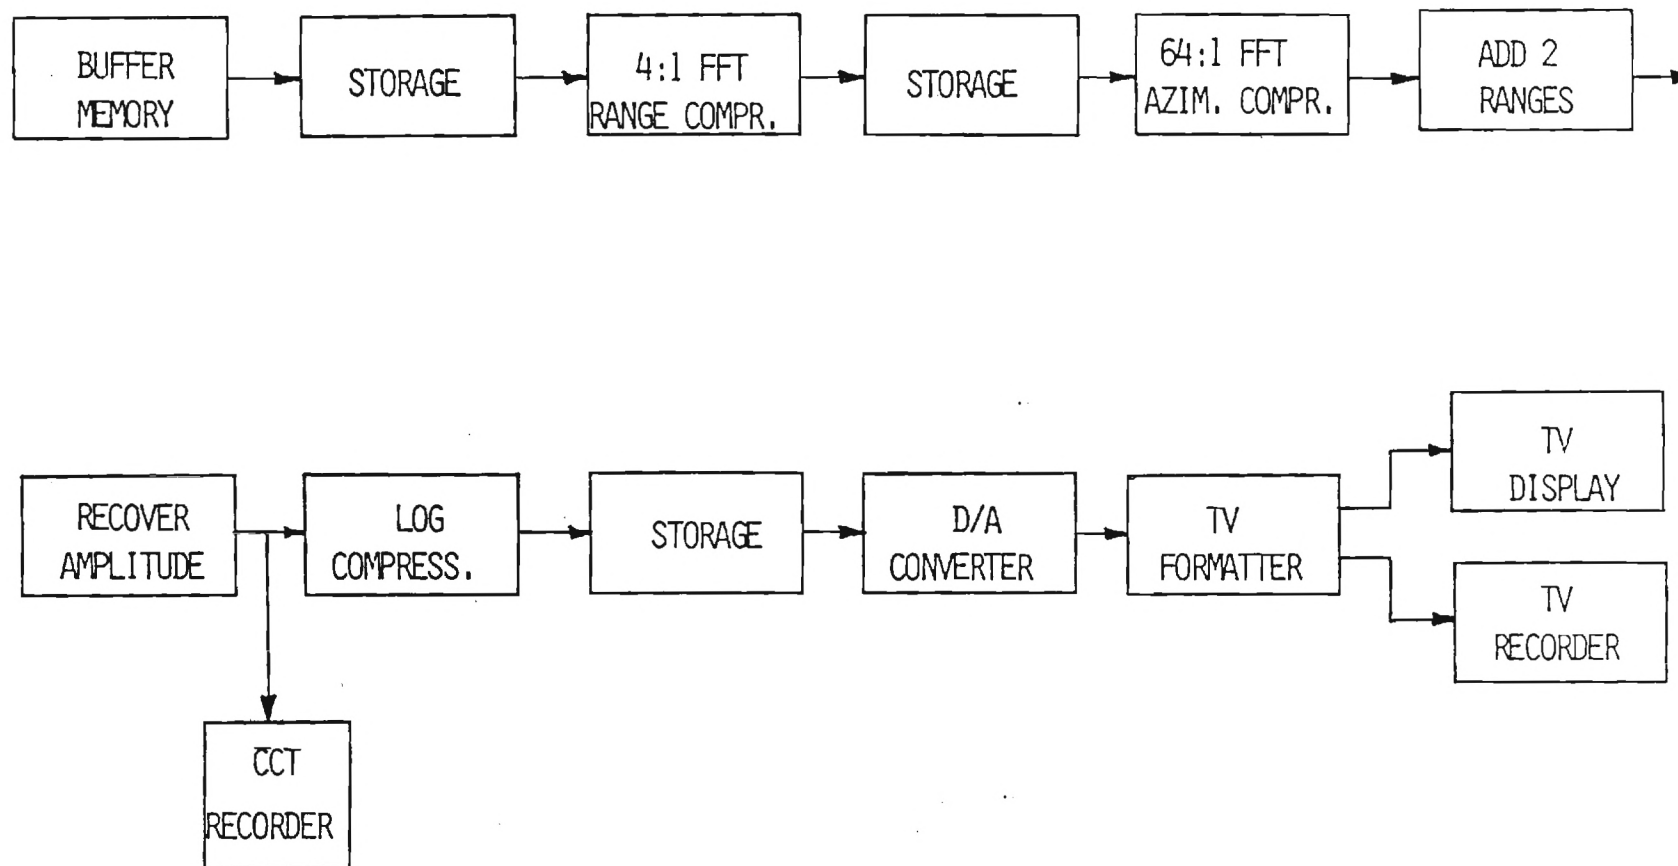 BUFFER
MEMORY
STORAGE
4:1 FFT
RANGE COMPR.
STORAGE
64:1 FFT
AZIM. COMPR.
ADD 2
RANGES
RECOVER
AMPLITUDE
LOG
COMPRESS.
STORAGE
D/A
CONVERTER
TV
FORMATTER
TV
DISPLAY
TV
RECORDER
CCT
RECORDER